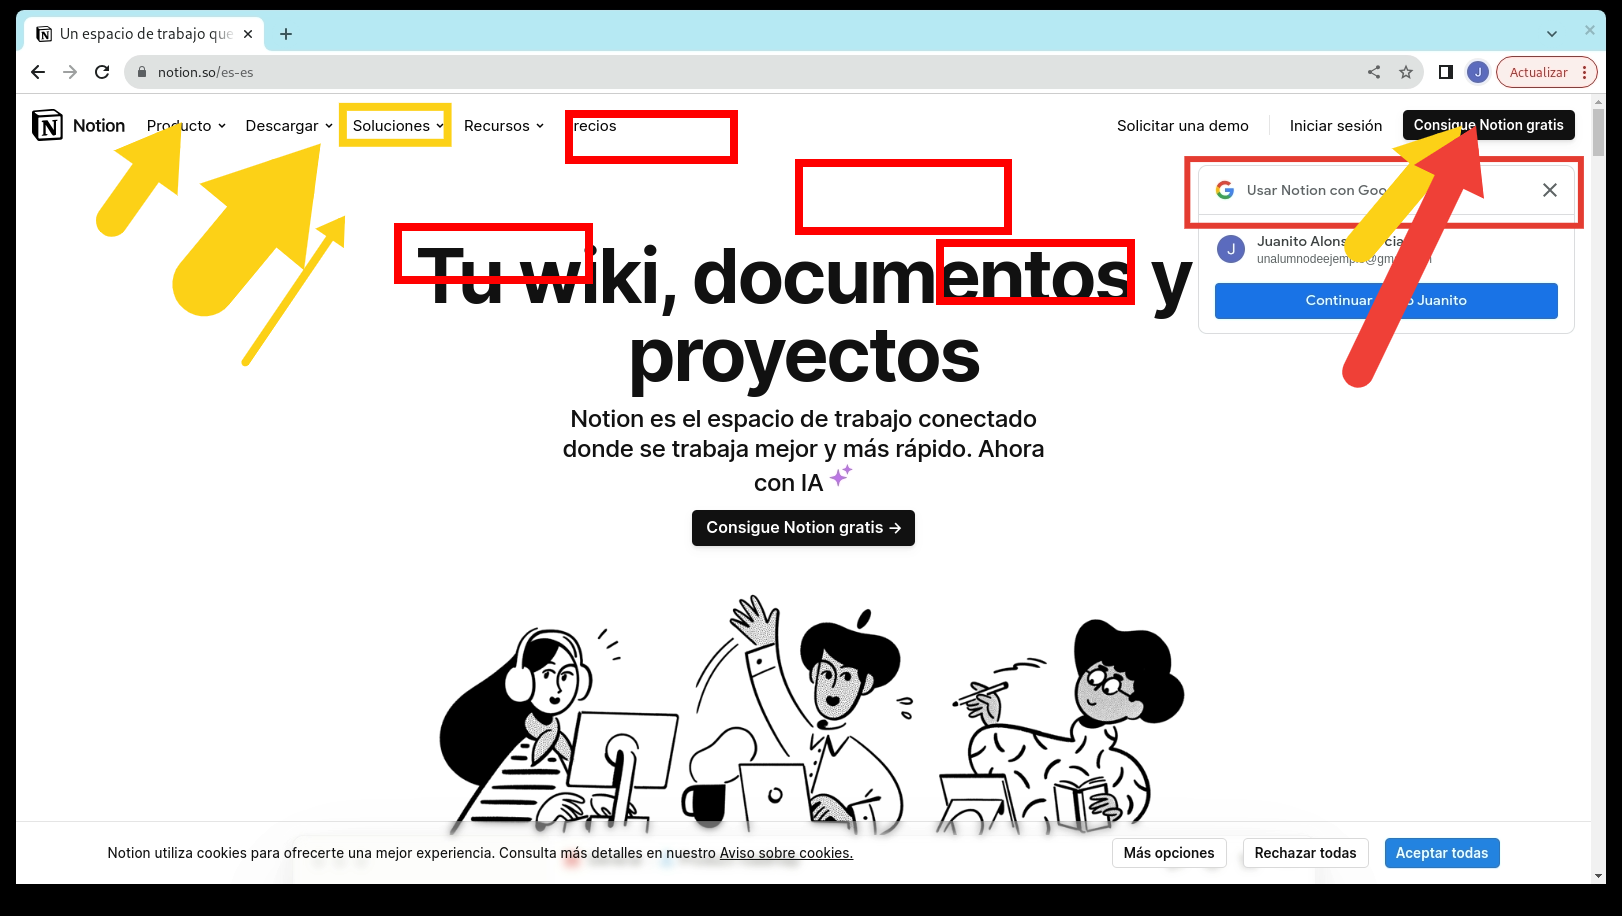 Un espacio de trabajo que
notion.so/es-es
Actualizar
Notion
Producto
Descargar
Soluciones
Recursos
recios
Solicitar una demo
Iniciar sesión
Consigue Notion gratis
Usar Notion con Goo
J
Juanito Alons
unalumnodeejemp
Continuar
Juanito
Tu wiki, documentos y
proyectos
Notion es el espacio de trabajo conectado
donde se trabaja mejor y más rápido. Ahora
con IA
Consigue Notion gratis →
Notion utiliza cookies para ofrecerte una mejor experiencia. Consulta más detalles en nuestro Aviso sobre cookies.
Más opciones
Rechazar todas
Aceptar todas